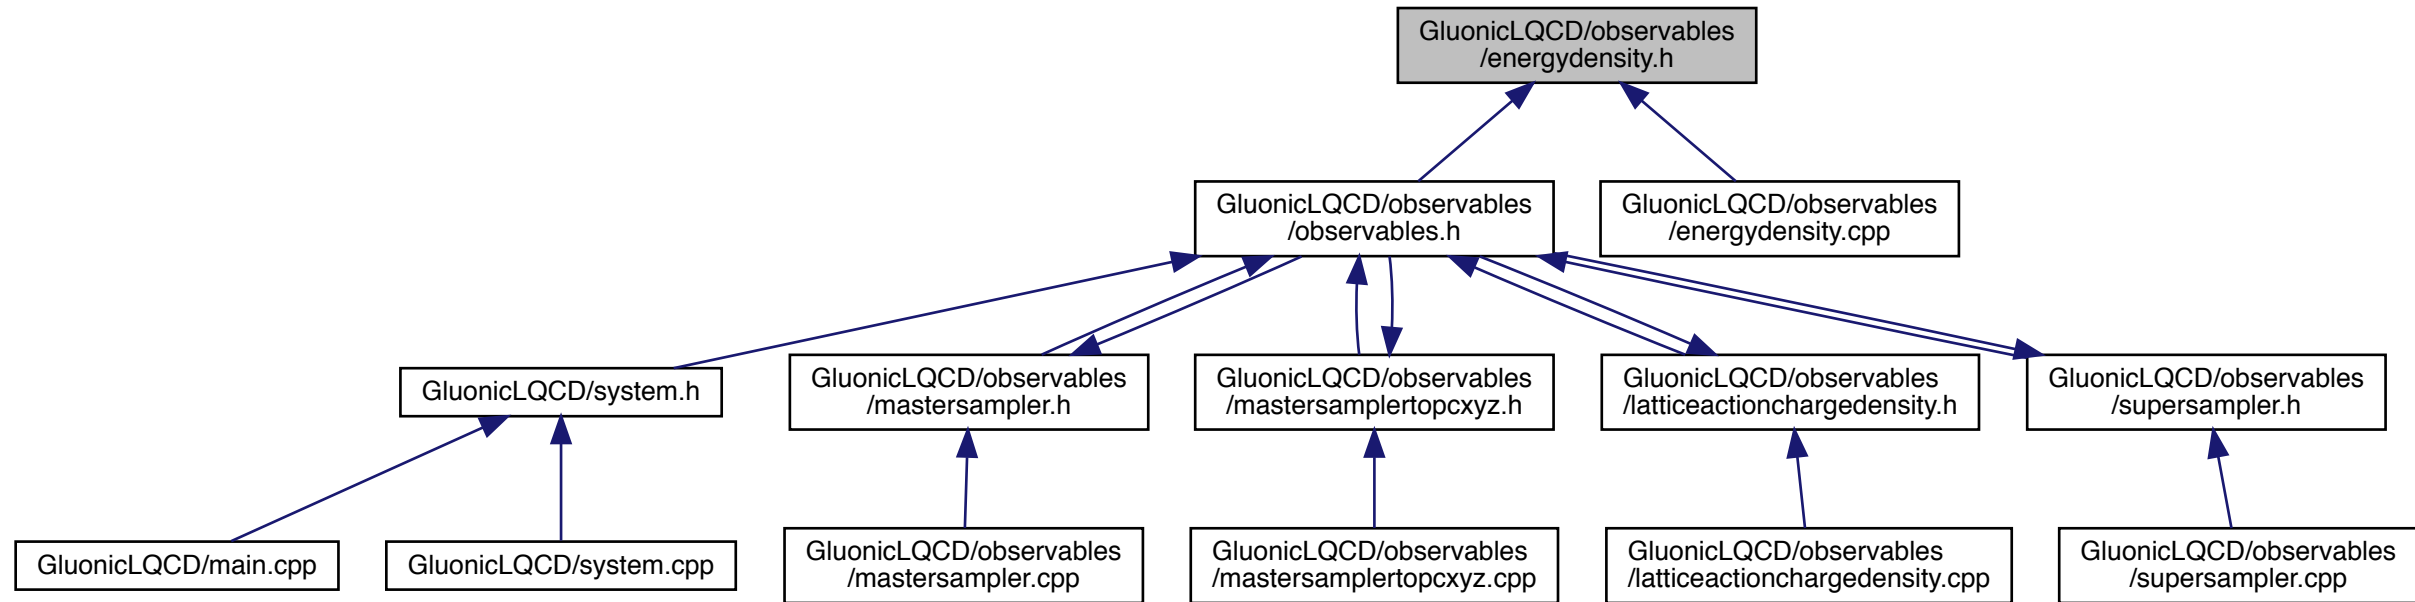 GluonicLQCD/observables
/energydensity.h
GluonicLQCD/observables
/observables.h
GluonicLQCD/observables
/energydensity.cpp
GluonicLQCD/system.h
GluonicLQCD/observables
/mastersampler.h
GluonicLQCD/observables
/mastersamplertopcxyz.h
GluonicLQCD/observables
/latticeactionchargedensity.h
GluonicLQCD/observables
/supersampler.h
GluonicLQCD/main.cpp
GluonicLQCD/system.cpp
GluonicLQCD/observables
/mastersampler.cpp
GluonicLQCD/observables
/mastersamplertopcxyz.cpp
GluonicLQCD/observables
/latticeactionchargedensity.cpp
GluonicLQCD/observables
/supersampler.cpp